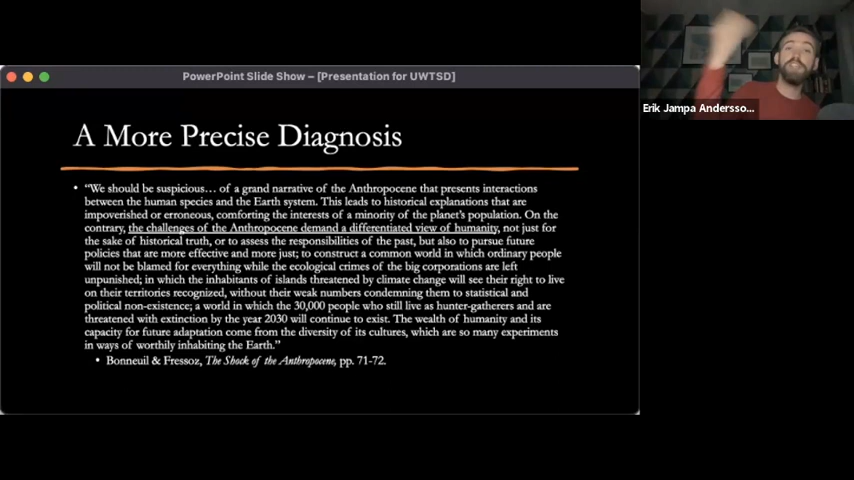 PowerPoint Slide Show – [Presentation for UWTSD]
Erik Jampa Andersso...
A More Precise Diagnosis
• “We should be suspicious… of a grand narrative of the Anthropocene that presents interactions
between the human species and the Earth system. This leads to historical explanations that are
impoverished or erroneous, comforting the interests of a minority of the planet’s population. On the
contrary, the challenges of the Anthropocene demand a differentiated view of humanity, not just for
the sake of historical truth, or to assess the responsibilities of the past, but also to pursue future
policies that are more effective and more just; to construct a common world in which ordinary people
will not be blamed for everything while the ecological crimes of the big corporations are left
unpunished; in which the inhabitants of islands threatened by climate change will see their right to live
on their territories recognized, without their weak numbers condemning them to statistical and
political non-existence; a world in which the 30,000 people who still live as hunter-gatherers and are
threatened with extinction by the year 2030 will continue to exist. The wealth of humanity and its
capacity for future adaptation come from the diversity of its cultures, which are so many experiments
in ways of worthily inhabiting the Earth.”
• Bonneuil & Fressoz, The Shock of the Anthropocene, pp. 71-72.